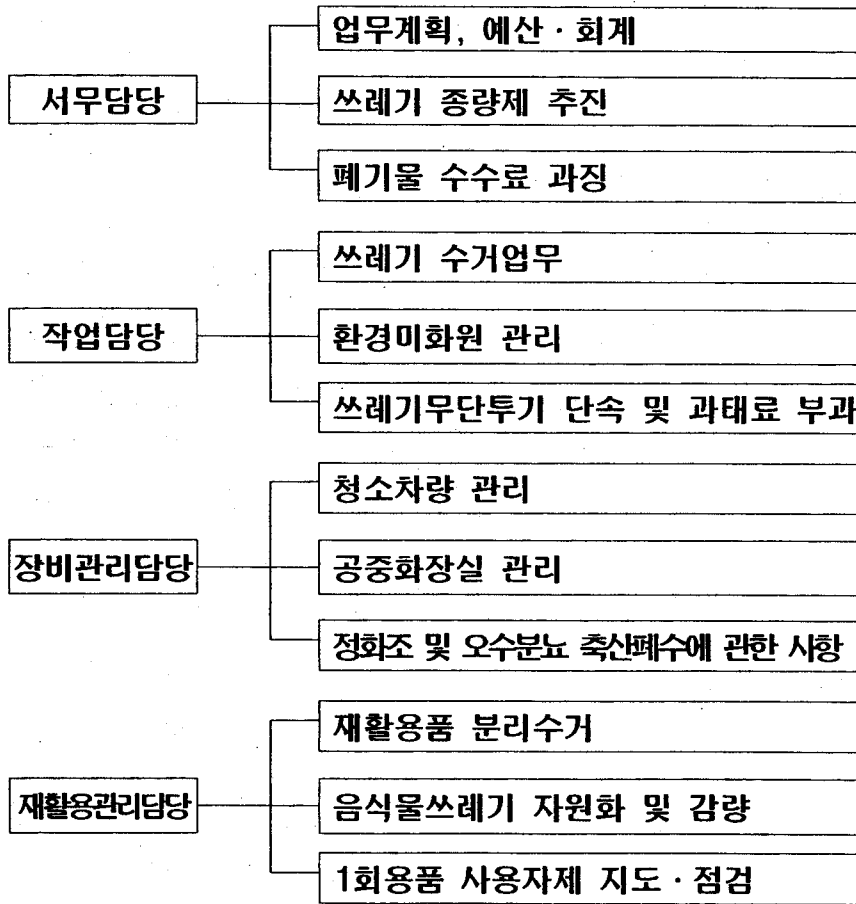 업무계획, 예산 · 회계
서무담당
쓰레기 종량제 추진
폐기물 수수료 과징
쓰레기 수거업무
작업담당
환경미화원 관리
쓰레기무단투기 단속 및 과태료 부과
청소차량 관리
장비관리담당
공중화장실 관리
정화조 및 오수분뇨 축산폐수에 관한 사항
재활용품 분리수거
재활용관리담당
음식물쓰레기 자원화 및 감량
1회용품 사용자제 지도 · 점검